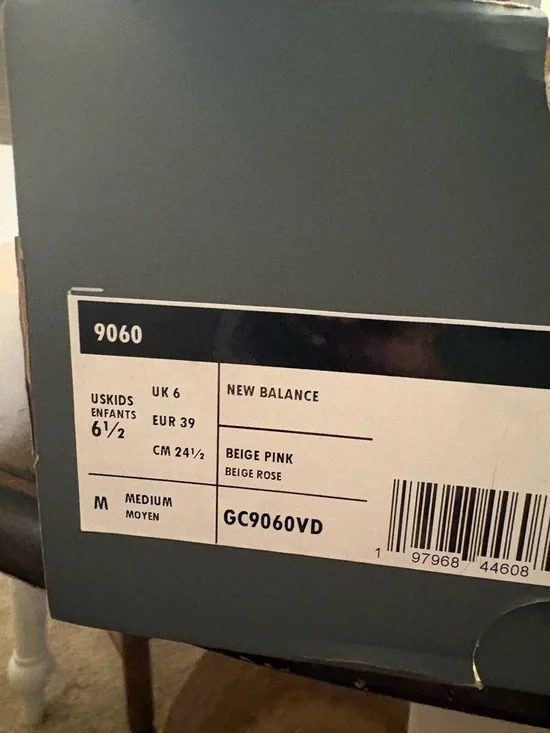 9060
USKIDS
ENFANTS
6½
UK 6
EUR 39
CM 24½
NEW BALANCE
BEIGE PINK
BEIGE ROSE
M
MEDIUM
MOYEN
GC9060VD
1 97968 44608